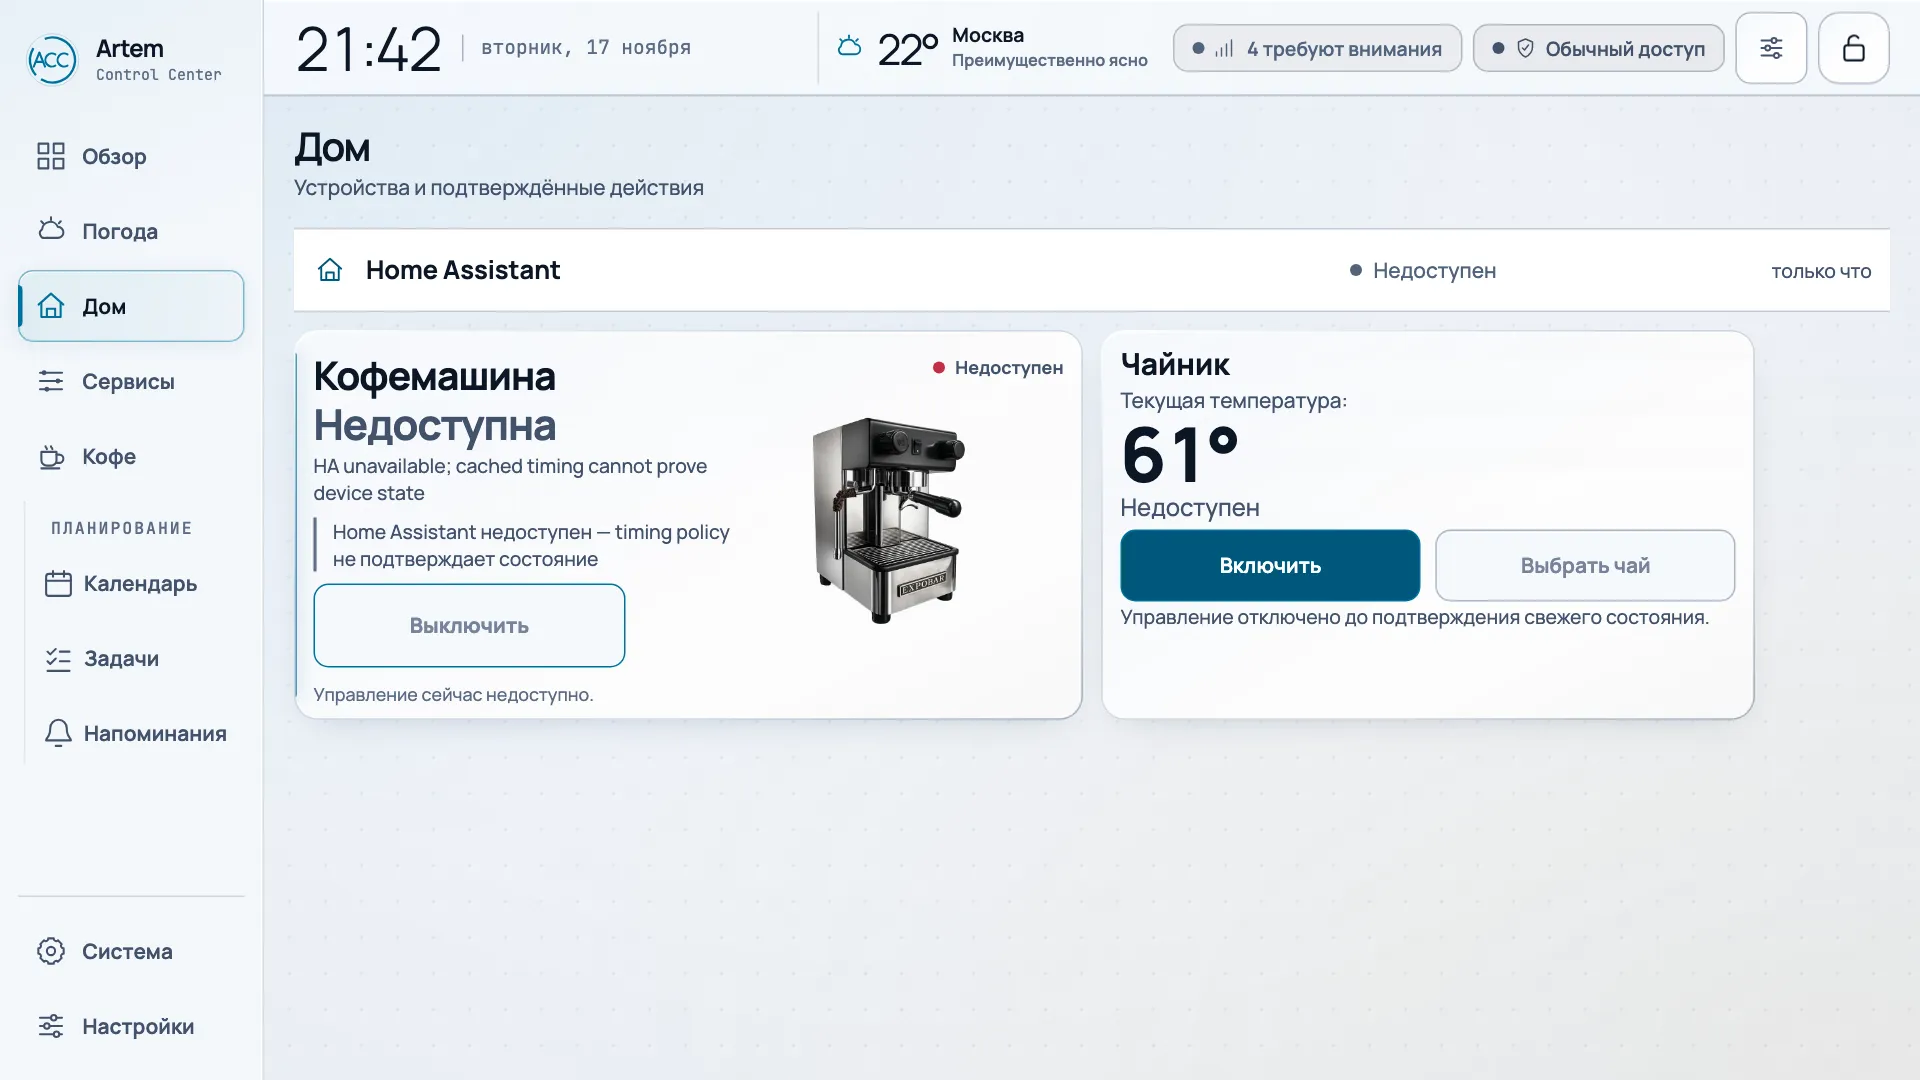 ACC
Artem
Control Center
21:42
вторник, 17 ноября
22°
Москва
Преимущественно ясно
4 требуют внимания
Обычный доступ
Обзор
Погода
Дом
Сервисы
Кофе
ПЛАНИРОВАНИЕ
Календарь
Задачи
Напоминания
Система
Настройки
Дом
Устройства и подтверждённые действия
Home Assistant
Недоступен
только что
Кофемашина
Недоступен
Недоступна
HA unavailable; cached timing cannot prove
device state
Home Assistant недоступен — timing policy
не подтверждает состояние
Выключить
Управление сейчас недоступно.
EXPOBAR
Чайник
Текущая температура:
61°
Недоступен
Включить
Выбрать чай
Управление отключено до подтверждения свежего состояния.